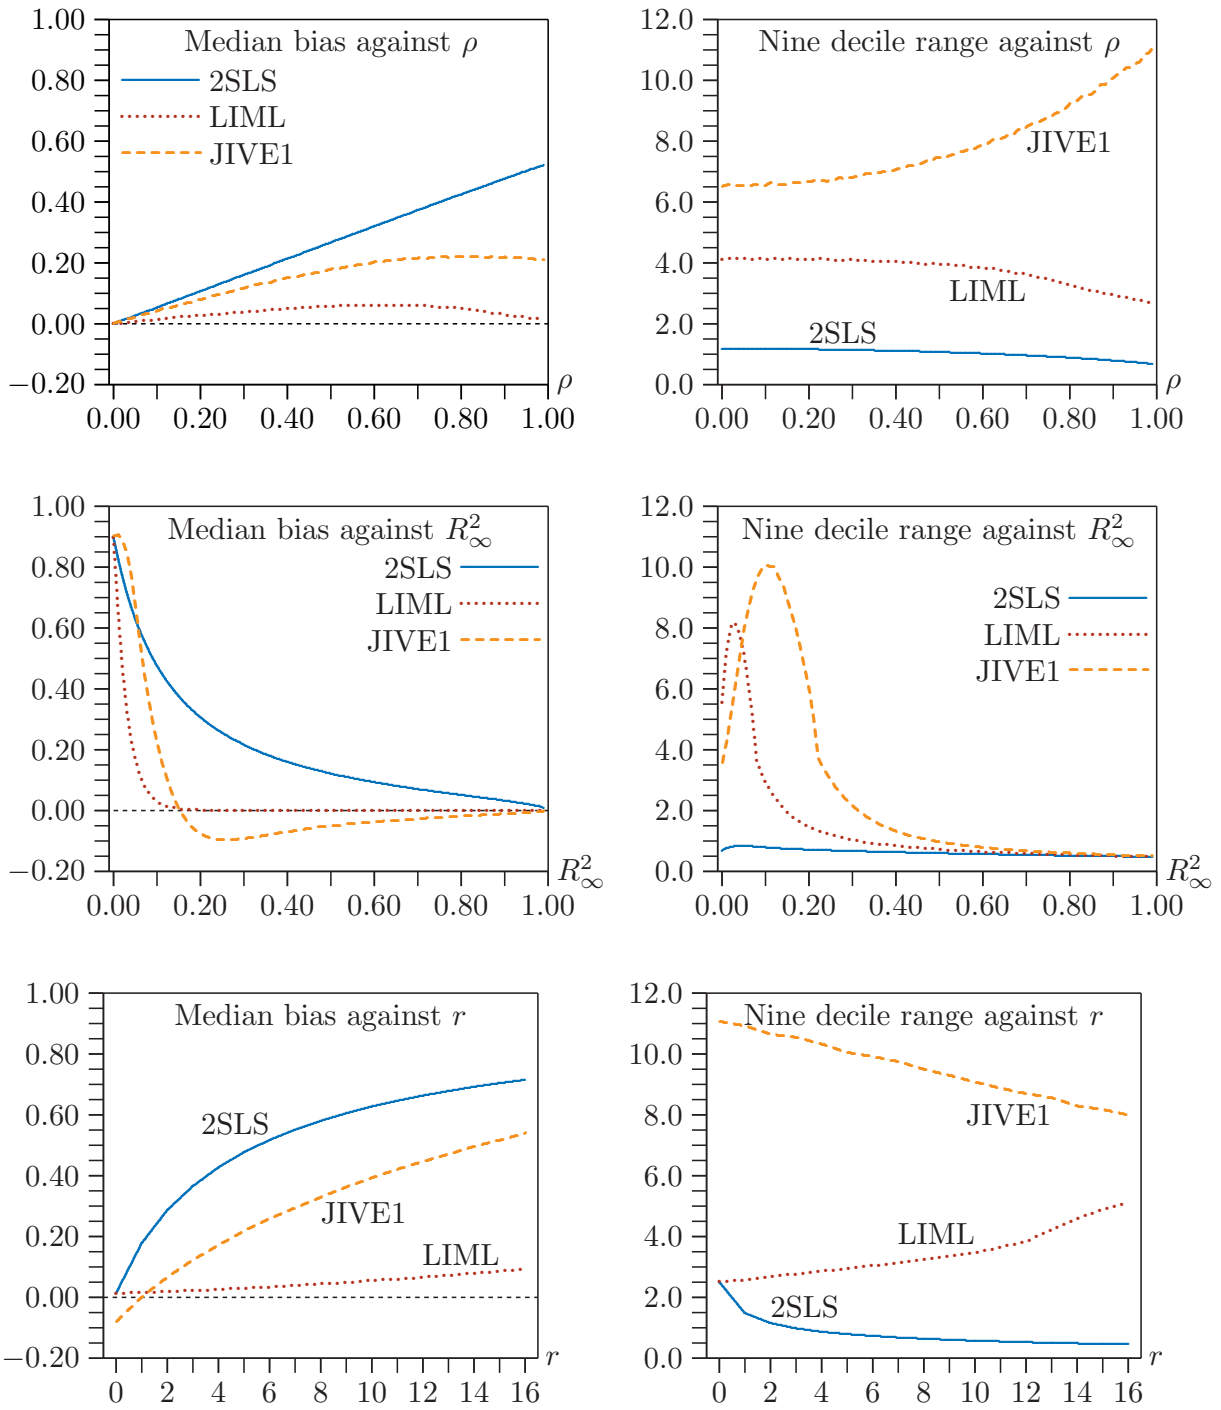 Median bias against ρ
1.00
0.80
0.60
0.40
0.20
0.00
−0.20
2SLS
LIML
JIVE1
0.00 0.20 0.40 0.60 0.80 1.00
ρ
Nine decile range against ρ
12.0
10.0
8.0
6.0
4.0
2.0
0.0
JIVE1
LIML
2SLS
0.00 0.20 0.40 0.60 0.80 1.00
ρ
Median bias against R²∞
1.00
0.80
0.60
0.40
0.20
0.00
−0.20
2SLS
LIML
JIVE1
0.00 0.20 0.40 0.60 0.80 1.00
R²∞
Nine decile range against R²∞
12.0
10.0
8.0
6.0
4.0
2.0
0.0
2SLS
LIML
JIVE1
0.00 0.20 0.40 0.60 0.80 1.00
R²∞
Median bias against r
1.00
0.80
0.60
0.40
0.20
0.00
−0.20
2SLS
JIVE1
LIML
0 2 4 6 8 10 12 14 16
r
Nine decile range against r
12.0
10.0
8.0
6.0
4.0
2.0
0.0
JIVE1
LIML
2SLS
0 2 4 6 8 10 12 14 16
r